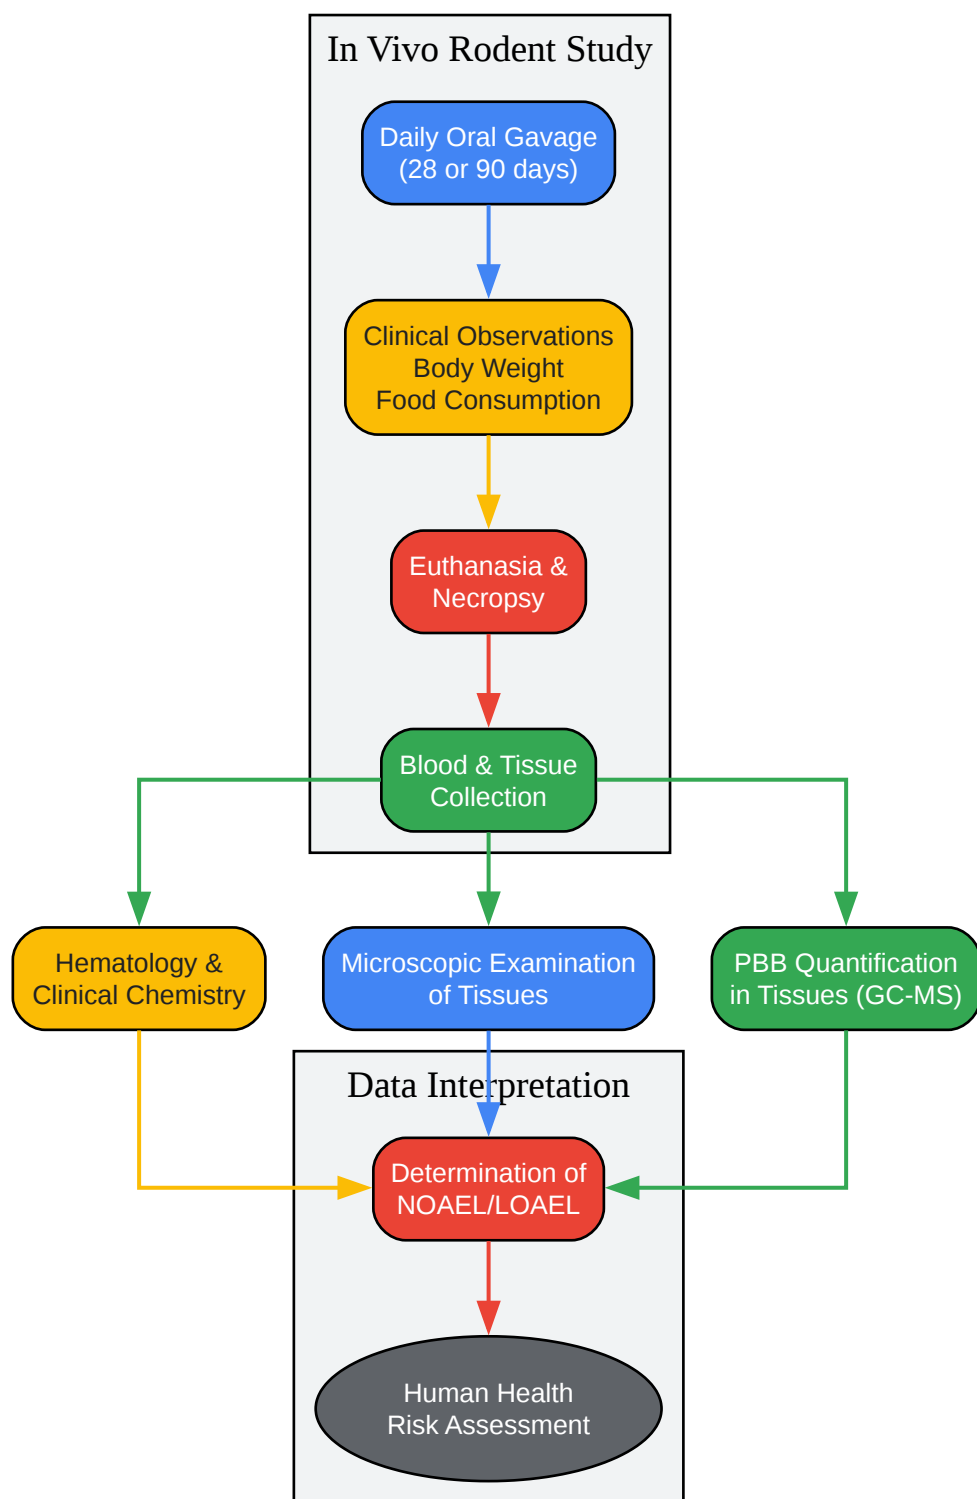 In Vivo Rodent Study
Daily Oral Gavage
(28 or 90 days)
Clinical Observations
Body Weight
Food Consumption
Euthanasia &
Necropsy
Blood & Tissue
Collection
Hematology &
Clinical Chemistry
Microscopic Examination
of Tissues
PBB Quantification
in Tissues (GC-MS)
Data Interpretation
Determination of
NOAEL/LOAEL
Human Health
Risk Assessment